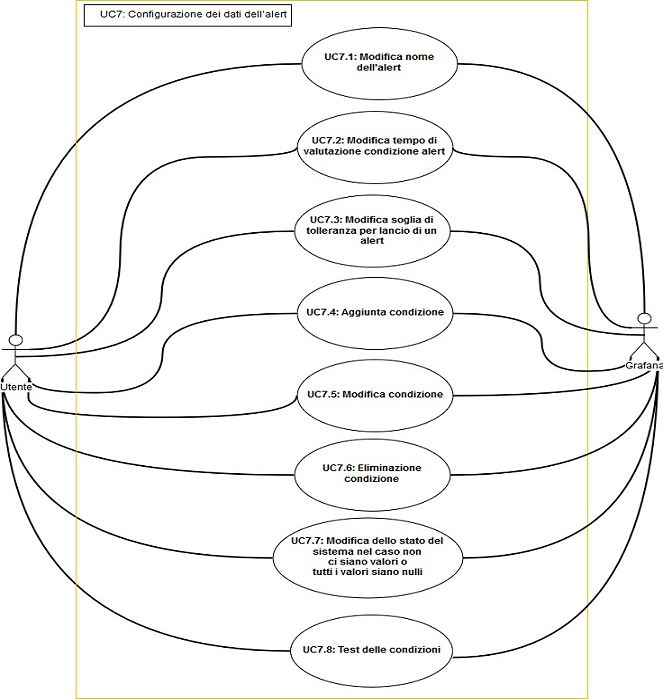 UC7: Configurazione dei dati dell'alert
UC7.1: Modifica nome
dell'alert
UC7.2: Modifica tempo di
valutazione condizione alert
UC7.3: Modifica soglia di
tolleranza per lancio di un
alert
UC7.4: Aggiunta condizione
Utente
Grafana
UC7.5: Modifica condizione
UC7.6: Eliminazione
condizione
UC7.7: Modifica dello stato del
sistema nel caso non
ci siano valori o
tutti i valori siano nulli
UC7.8: Test delle condizioni